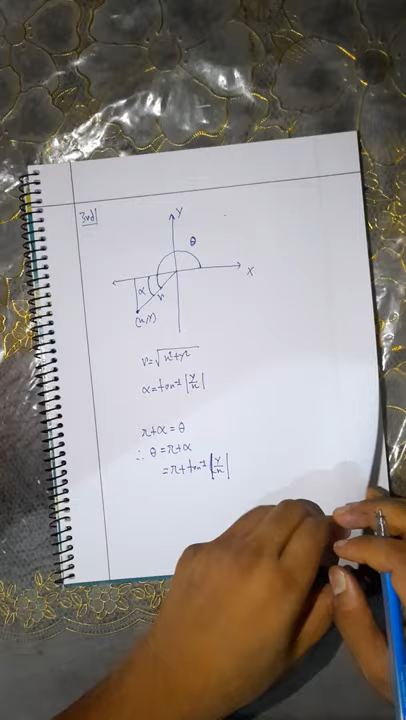 3rd
Y
θ
X
α
r
(x,y)
r=√x²+y²
α=tan⁻¹|y/x|
π+α=θ
∴ θ=π+α
=π+tan⁻¹|y/x|